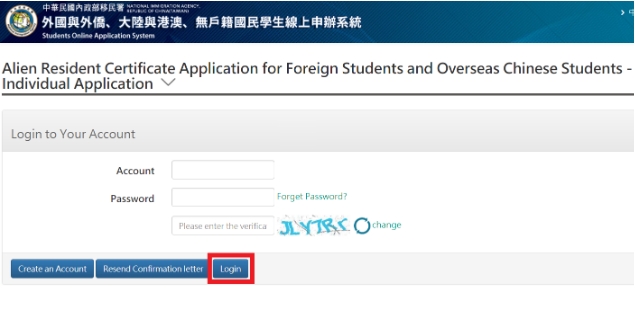 中華民國內政部移民署 NATIONAL IMMIGRATION AGENCY, REPUBLIC OF CHINA(TAIWAN)
外國與外僑、大陸與港澳、無戶籍國民學生線上申辦系統
Students Online Application System
Alien Resident Certificate Application for Foreign Students and Overseas Chinese Students -
Individual Application
Login to Your Account
Account
Password
Forget Password?
Please enter the verifica
change
Create an Account
Resend Confirmation letter
Login